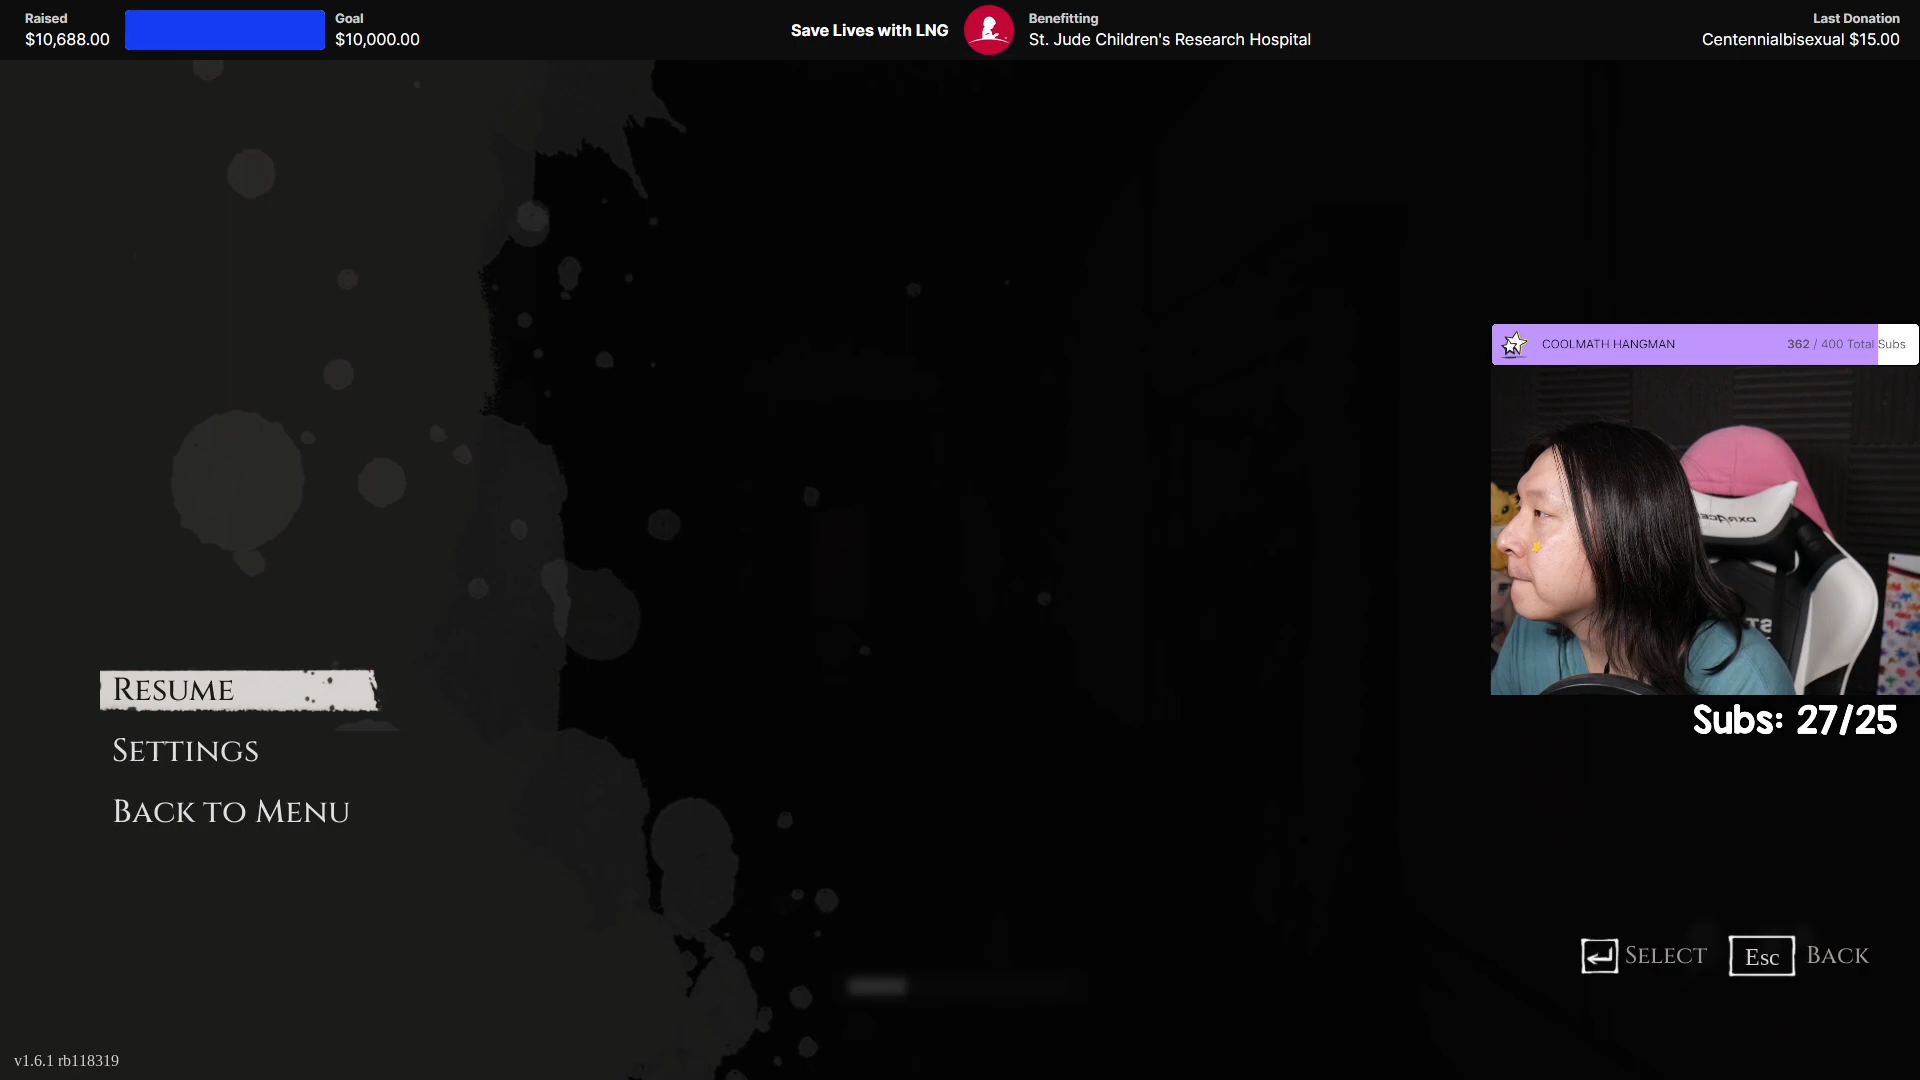 Raised
$10,688.00
Goal
$10,000.00
Save Lives with LNG
Benefitting
St. Jude Children's Research Hospital
Last Donation
Centennialbisexual $15.00
COOLMATH HANGMAN
362 / 400 Total Subs
Subs: 27/25
RESUME
SETTINGS
BACK TO MENU
SELECT
Esc
BACK
v1.6.1 rb118319